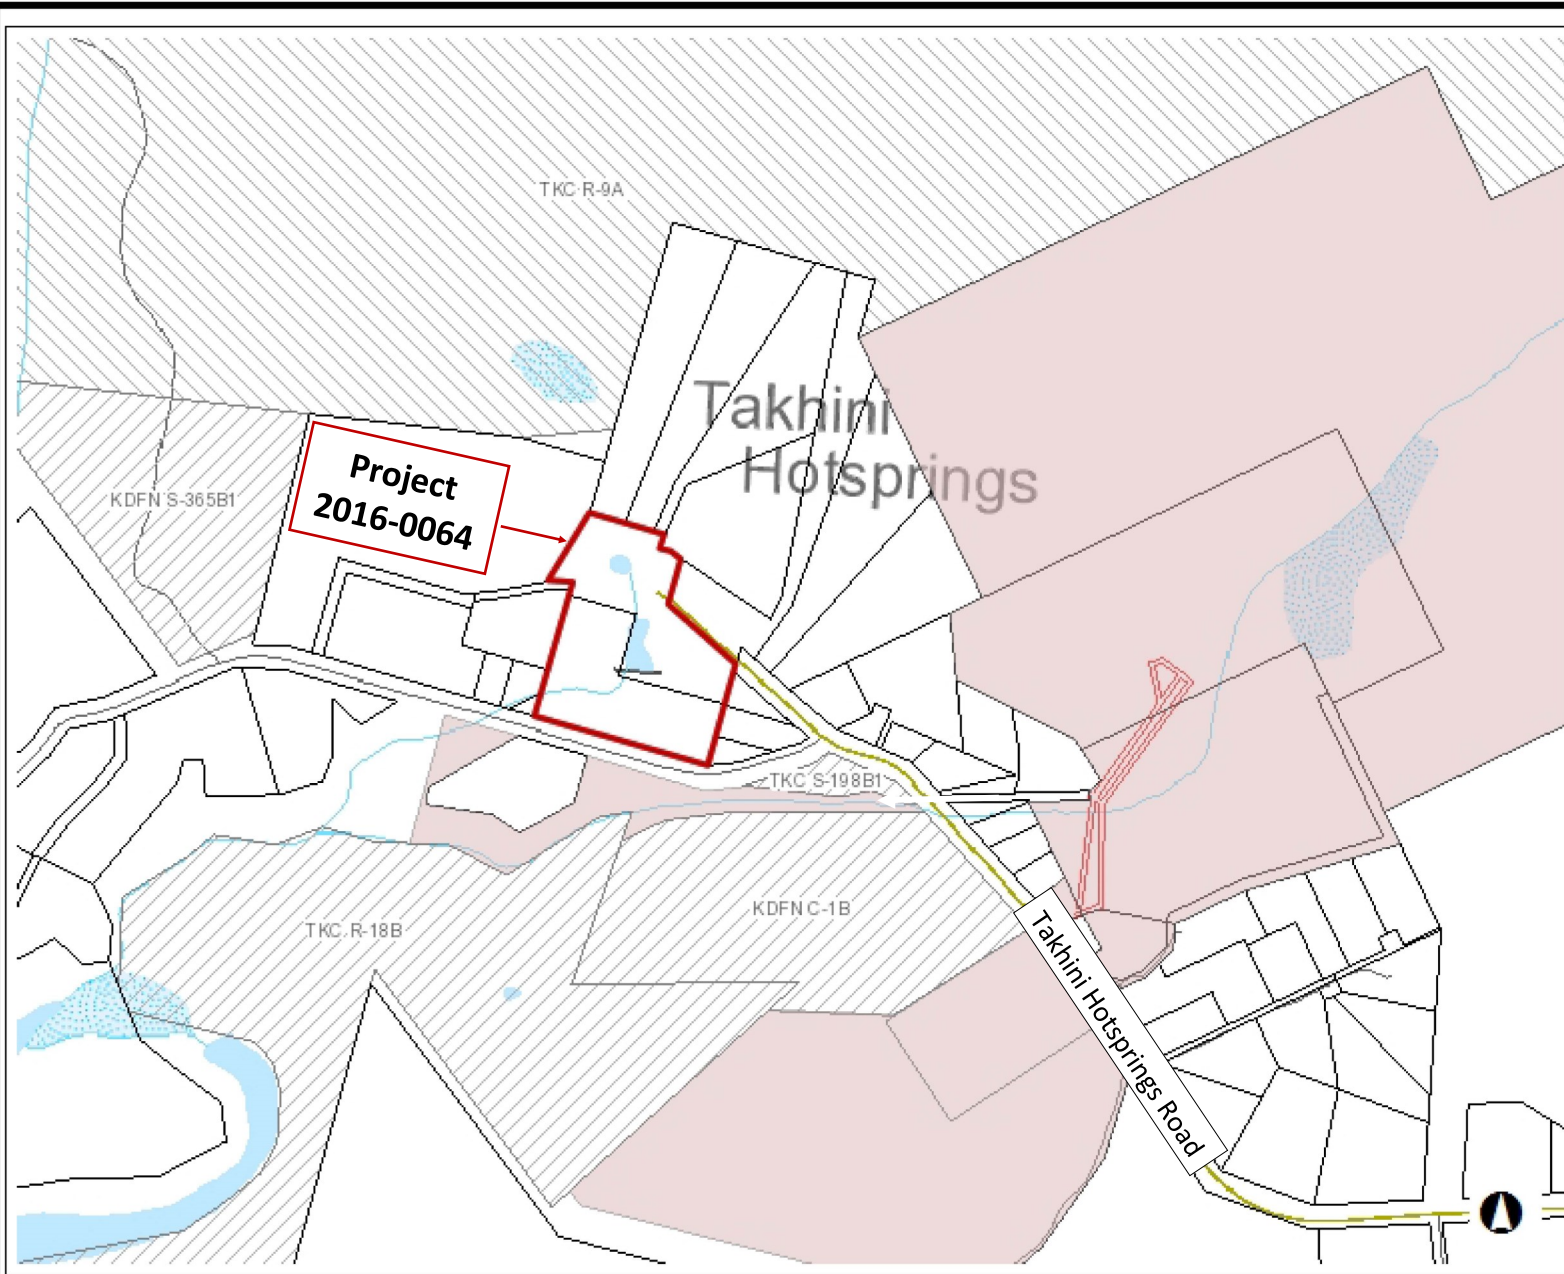 TKC R-9A
Takhini
Hotsprings
Project
2016-0064
KDFN S-365B1
TKC S-198B1
KDFN C-1B
TKC R-18B
Takhini Hotsprings Road